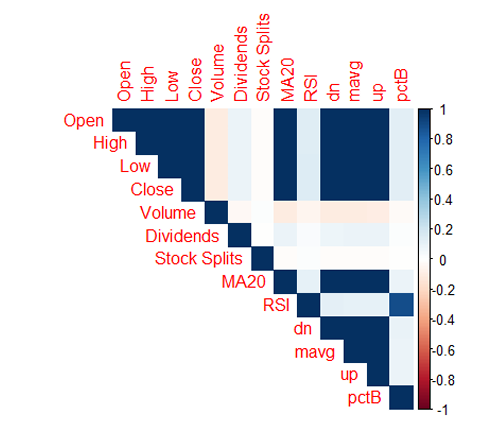 Open
High
Low
Close
Volume
Dividends
Stock Splits
MA20
RSI
dn
mavg
up
pctB
Open
High
Low
Close
Volume
Dividends
Stock Splits
MA20
RSI
dn
mavg
up
pctB
1
0.8
0.6
0.4
0.2
0
-0.2
-0.4
-0.6
-0.8
-1